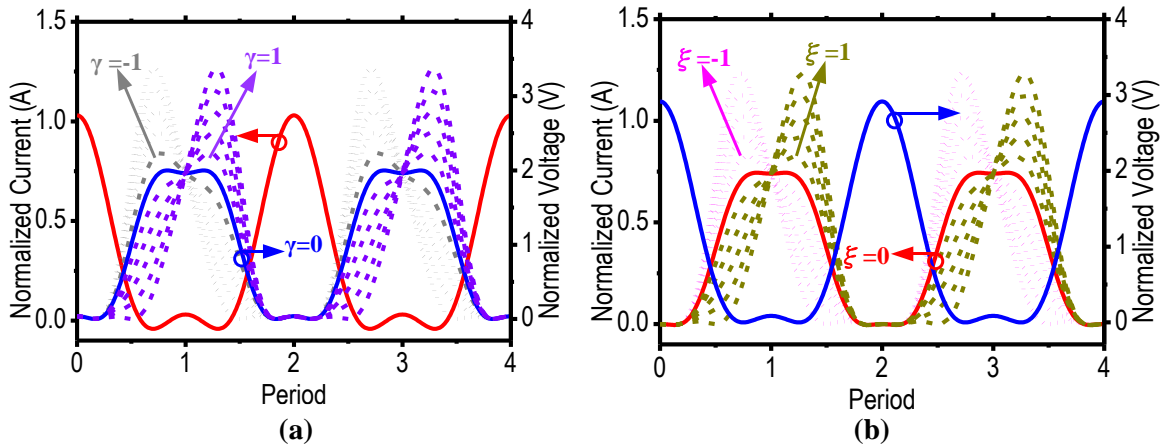 1.5
1.0
0.5
0.0
Normalized Current (A)
γ=-1
γ=1
γ=0
4
3
2
1
0
Normalized Voltage (V)
0 1 2 3 4
Period
(a)
1.5
1.0
0.5
0.0
Normalized Current (A)
ξ=-1
ξ=1
ξ=0
4
3
2
1
0
Normalized Voltage (V)
0 1 2 3 4
Period
(b)